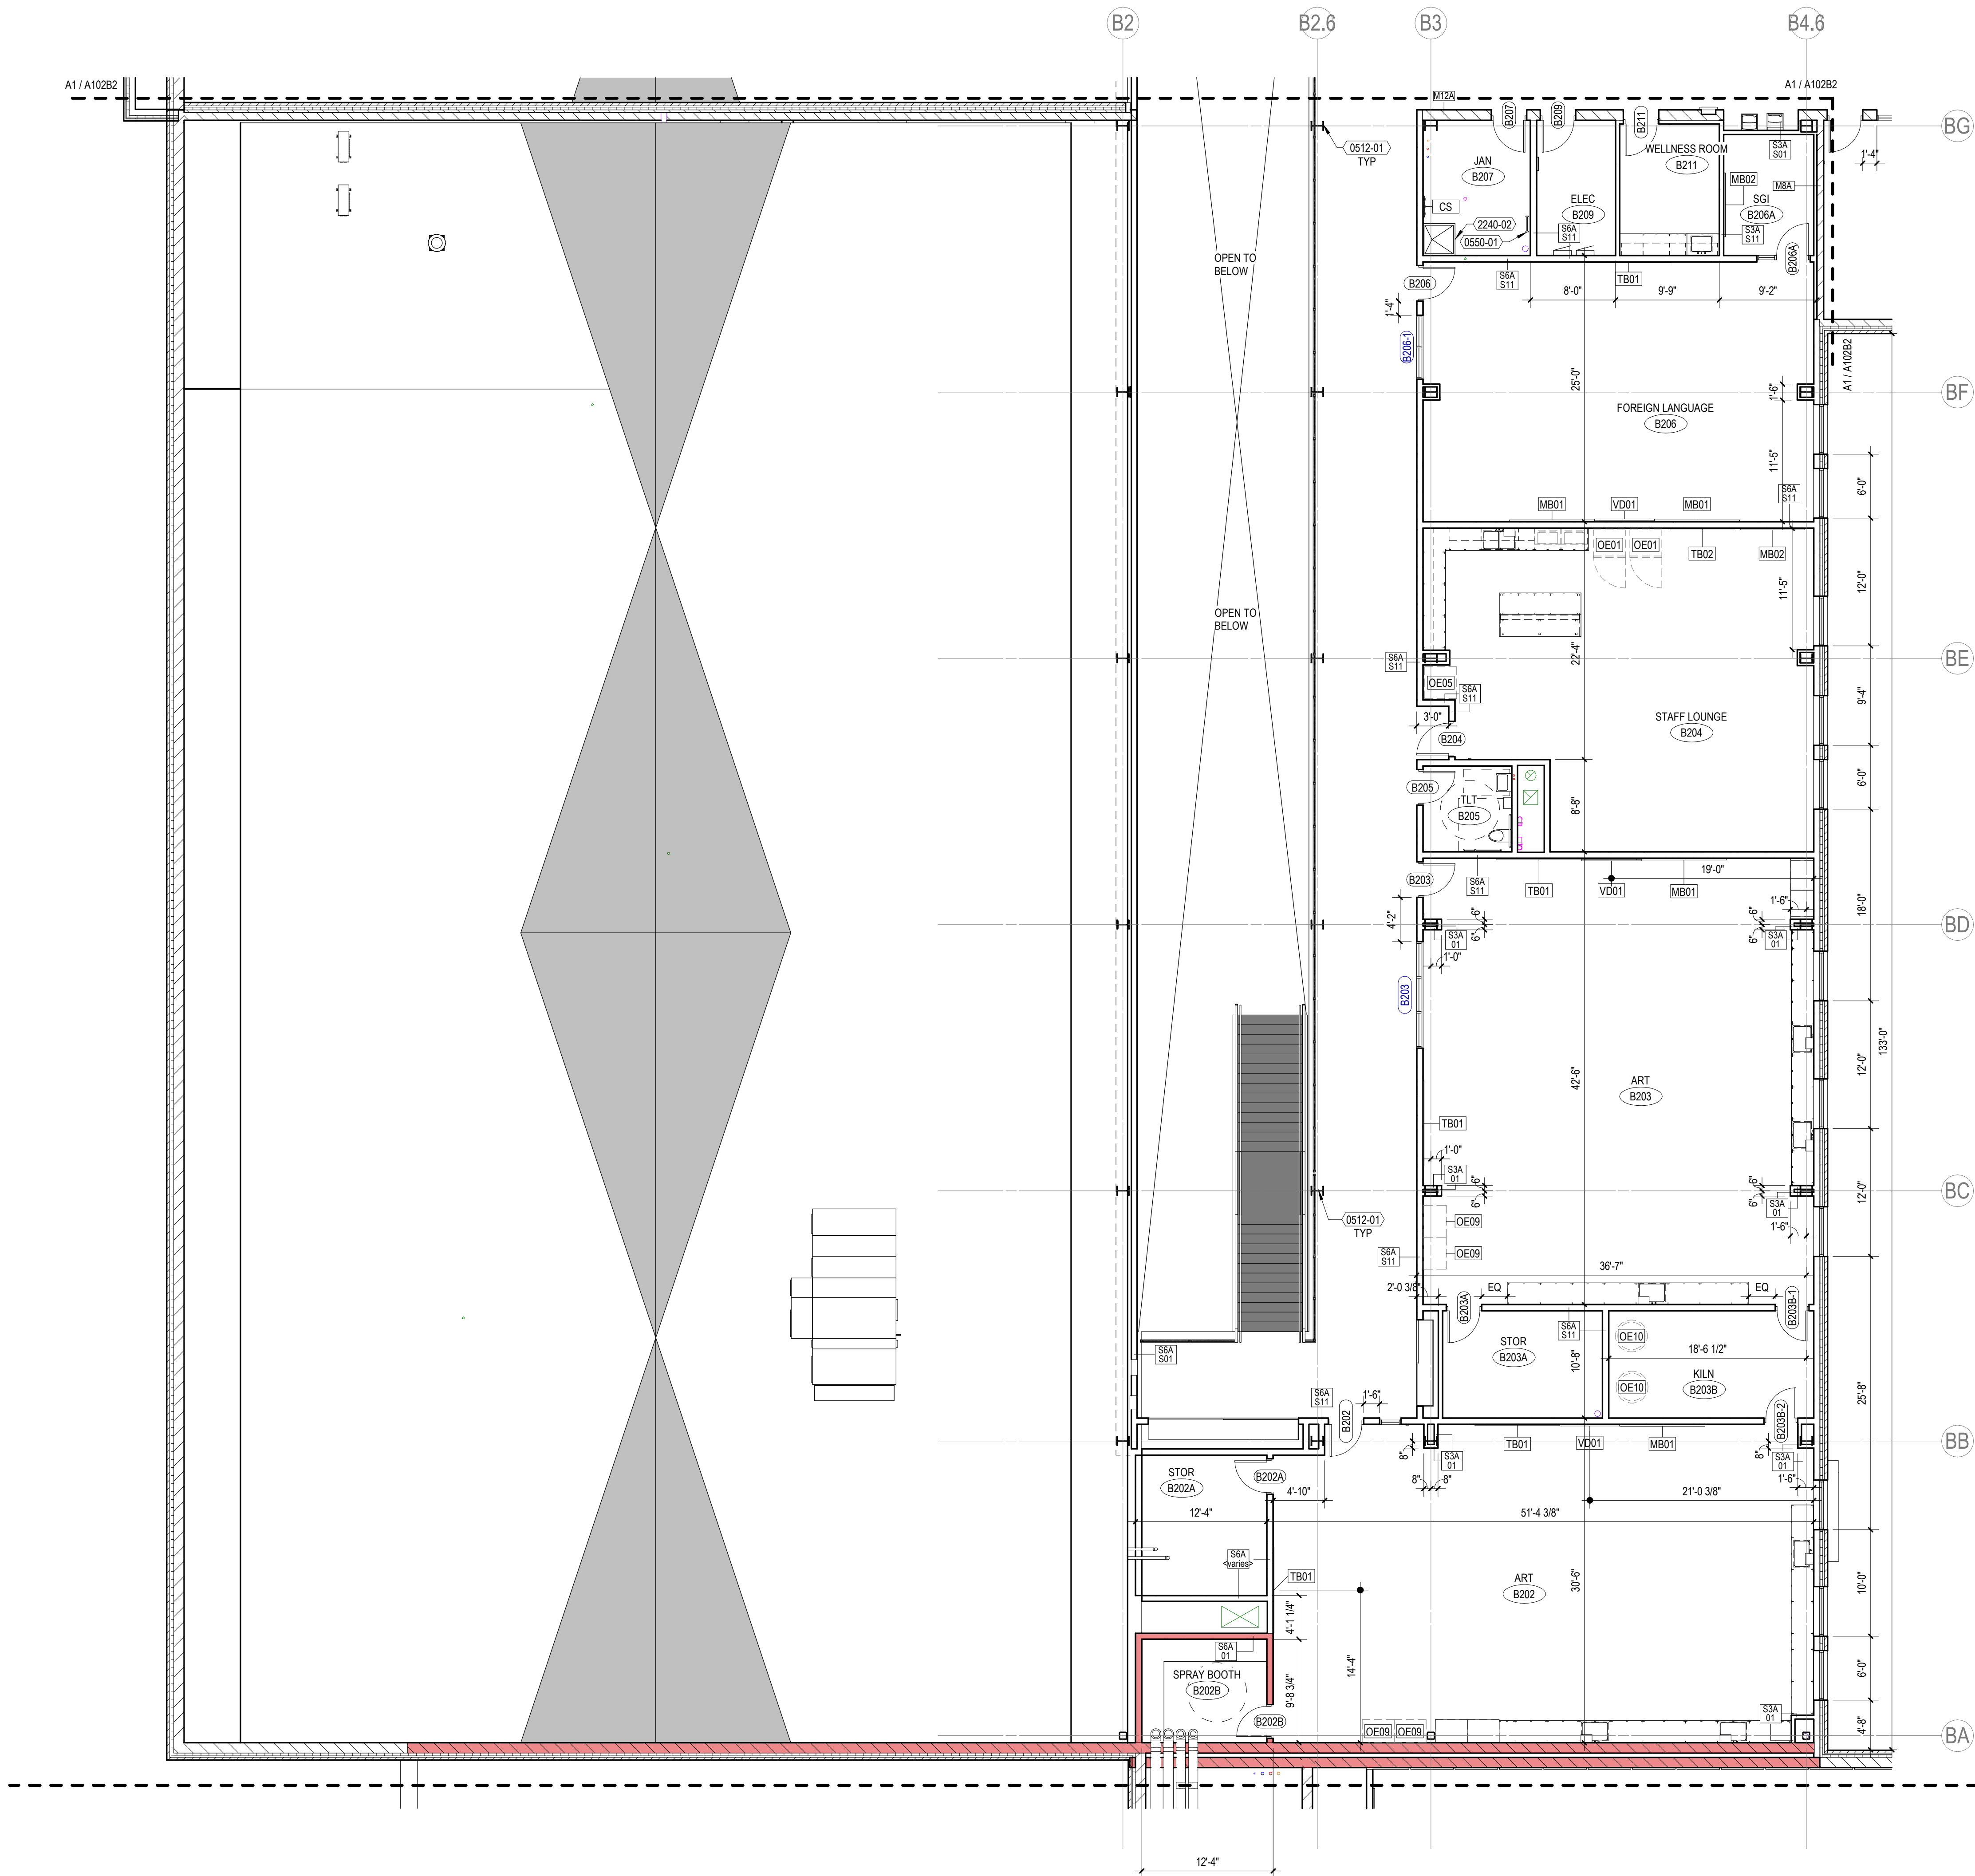 B2
B2.6
B3
B4.6
A1 / A102B2
A1 / A102B2
M12A
B207
B209
B211
BG
0512-01
TYP
JAN
B207
WELLNESS ROOM
B211
S3A
S01
1'-4"
MB02
M8A
CS
ELEC
B209
SGI
B206A
2240-02
0550-01
S6A
S11
S3A
S11
B206A
OPEN TO
BELOW
B206
S6A
S11
TB01
8'-0"
9'-9"
9'-2"
1'-4"
B206-1
A1 / A102B2
25'-0"
1'-6"
BF
FOREIGN LANGUAGE
B206
11'-5"
6'-0"
S6A
S11
MB01
VD01
MB01
OE01
OE01
TB02
MB02
12'-0"
11'-5"
OPEN TO
BELOW
22'-4"
S6A
S11
BE
OE05
S6A
S11
9'-4"
3'-0"
STAFF LOUNGE
B204
B204
6'-0"
B205
TLT
B205
8'-8"
B203
S6A
S11
TB01
VD01
MB01
19'-0"
1'-6"
18'-0"
4'-2"
6"
6"
S3A
01
6"
6"
S3A
01
BD
1'-0"
B203
133'-0"
12'-0"
42'-6"
ART
B203
TB01
1'-0"
S3A
01
6"
6"
6"
6"
S3A
01
12'-0"
BC
0512-01
TYP
OE09
1'-6"
S6A
S11
OE09
36'-7"
2'-0 3/8"
EQ
EQ
B203A
B203B-1
S6A
S11
OE10
STOR
B203A
10'-8"
18'-6 1/2"
S6A
S01
KILN
B203B
OE10
25'-8"
S6A
S11
1'-6"
B202
B203B-2
TB01
VD01
MB01
BB
8"
S3A
01
8"
S3A
01
STOR
B202A
B202A
8"
8"
1'-6"
4'-10"
21'-0 3/8"
12'-4"
51'-4 3/8"
S6A
<varies>
TB01
ART
B202
30'-6"
10'-0"
4'-1 1/4"
S6A
01
14'-4"
SPRAY BOOTH
B202B
9'-8 3/4"
6'-0"
B202B
OE09
OE09
S3A
01
4'-8"
BA
12'-4"